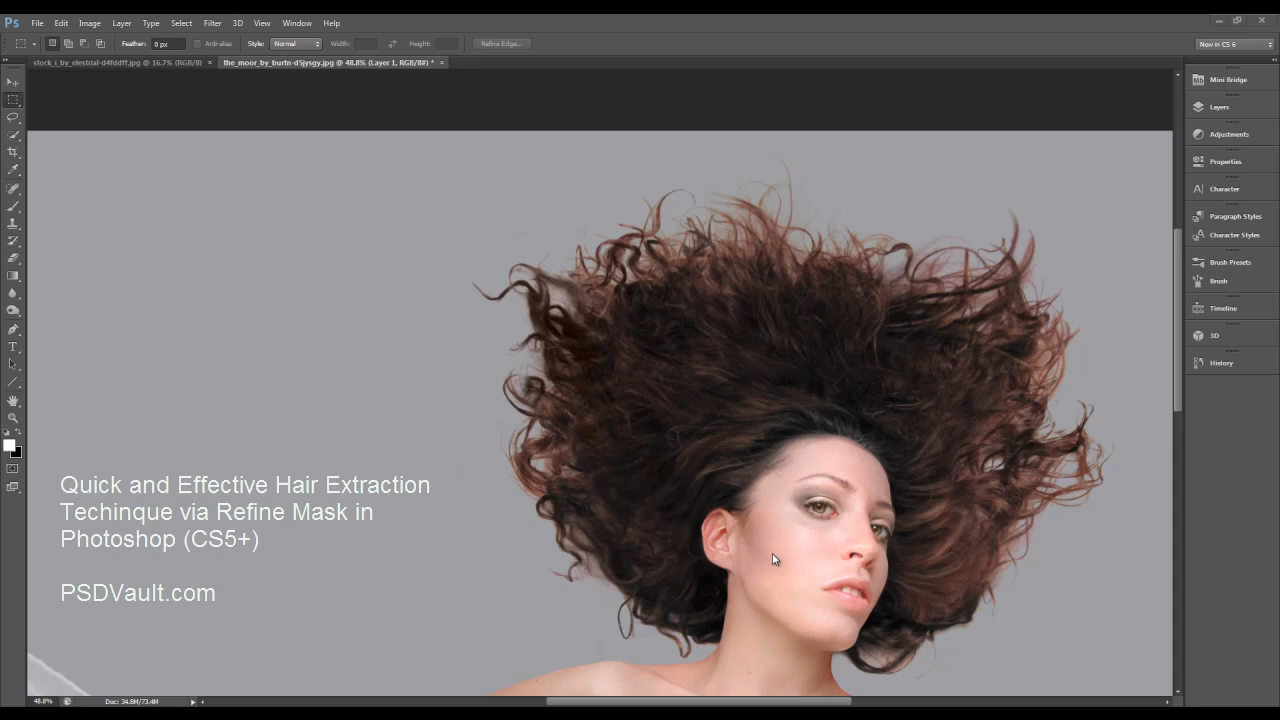 Ps File Edit Image Layer Type Select Filter 3D View Window Help
Feather: 0 px Anti-alias Style: Normal Width: Height: Refine Edge... New in CS 6
stock_i_by_elestrial-d4fddff.jpg @ 16.7% (RGB/8) × the_moor_by_burtn-d5jysgy.jpg @ 48.8% (Layer 1, RGB/8#) * ×
Mb Mini Bridge
Layers
Adjustments
Properties
Character
Paragraph Styles
Character Styles
Brush Presets
Brush
Timeline
3D
History
Quick and Effective Hair Extraction
Techinque via Refine Mask in
Photoshop (CS5+)
PSDVault.com
48.8% Doc: 34.8M/73.4M